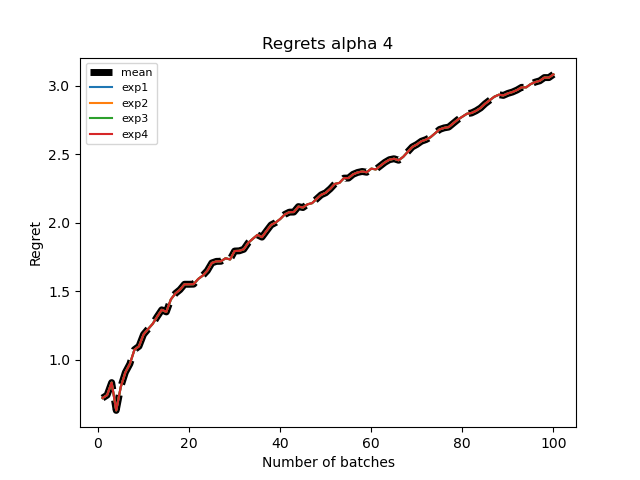 Regrets alpha 4
mean
exp1
exp2
exp3
exp4
3.0
2.5
2.0
1.5
1.0
Regret
0 20 40 60 80 100
Number of batches